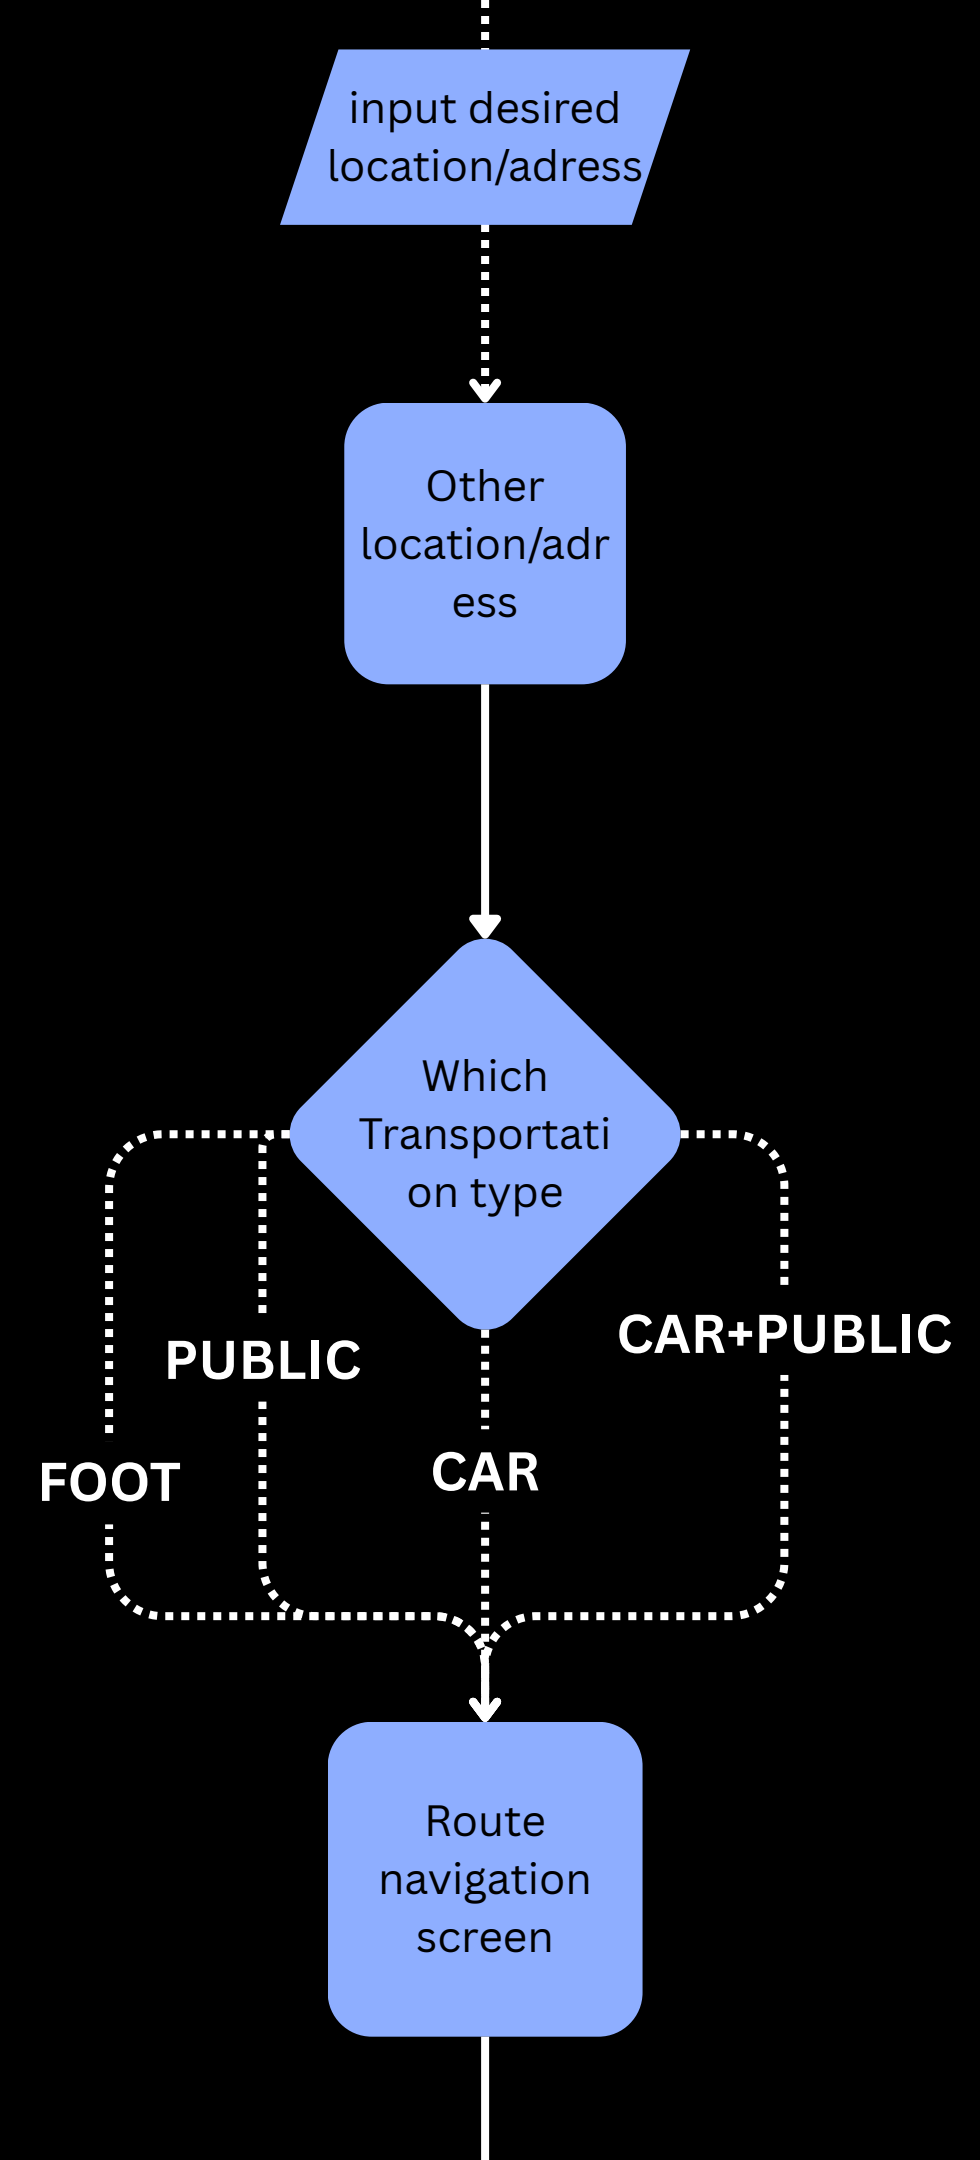 input desired
location/adress
Other
location/adr
ess
Which
Transportati
on type
CAR+PUBLIC
PUBLIC
CAR
FOOT
Route
navigation
screen